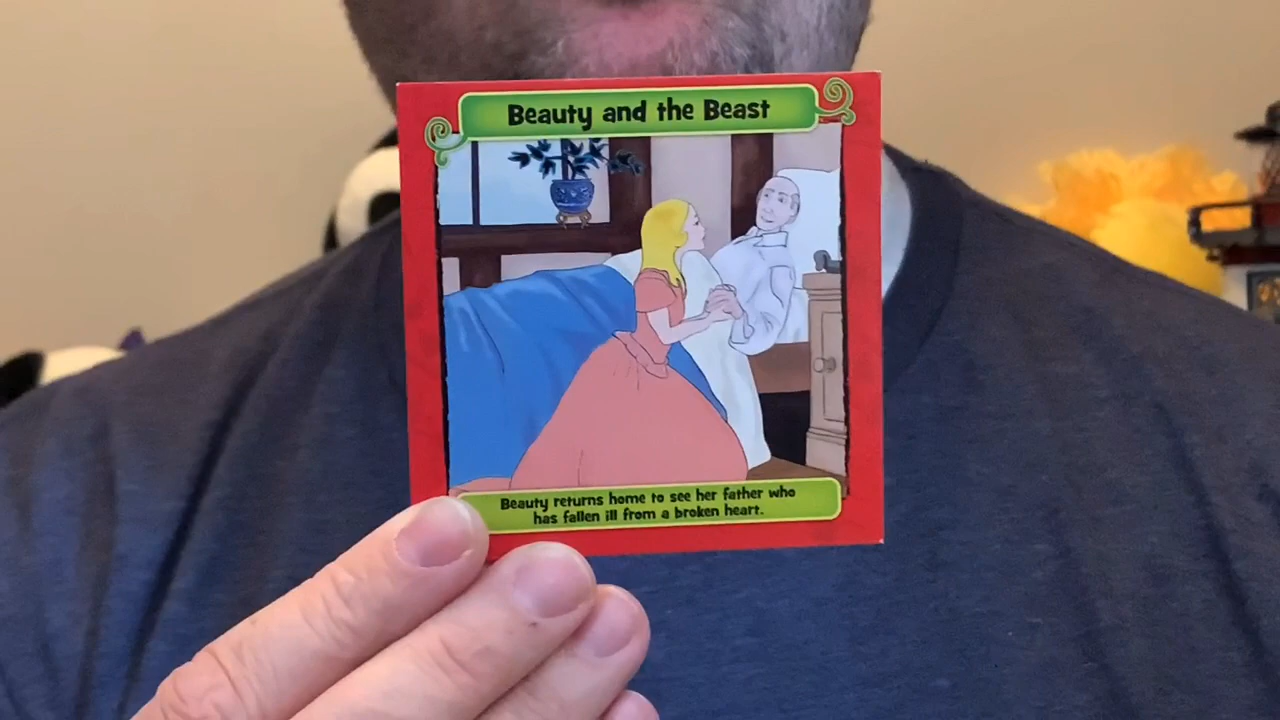 Beauty and the Beast
Beauty returns home to see her father who
has fallen ill from a broken heart.